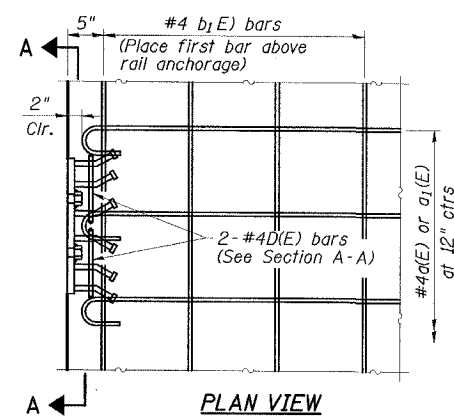 5"
#4 b1 E) bars
(Place first bar above
rail anchorage)
A
2"
Clr.
2-#4D(E) bars
(See Section A-A)
#4a(E) or a1(E)
at 12" ctrs
A
PLAN VIEW